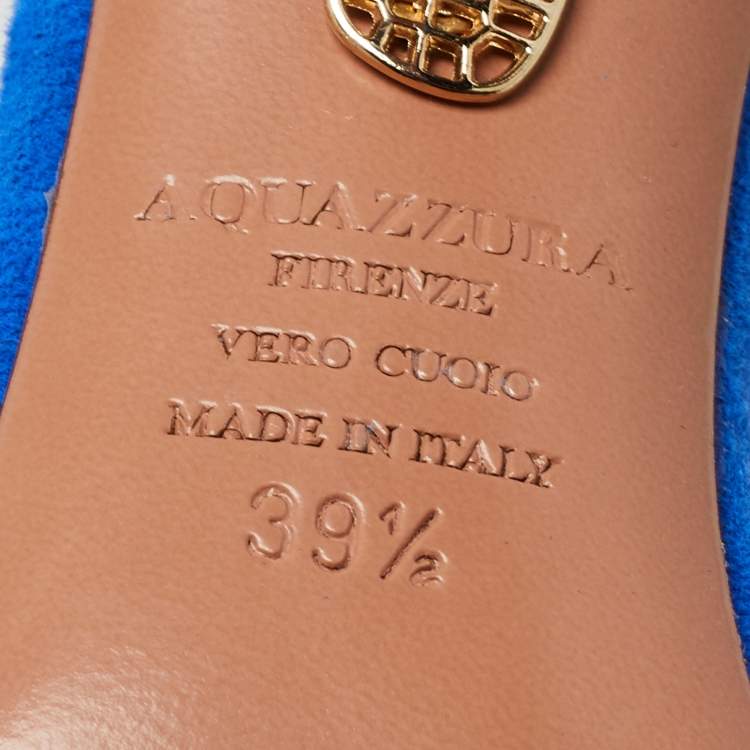 AQUAZZURA
FIRENZE
VERO CUOIO
MADE IN ITALY
39½